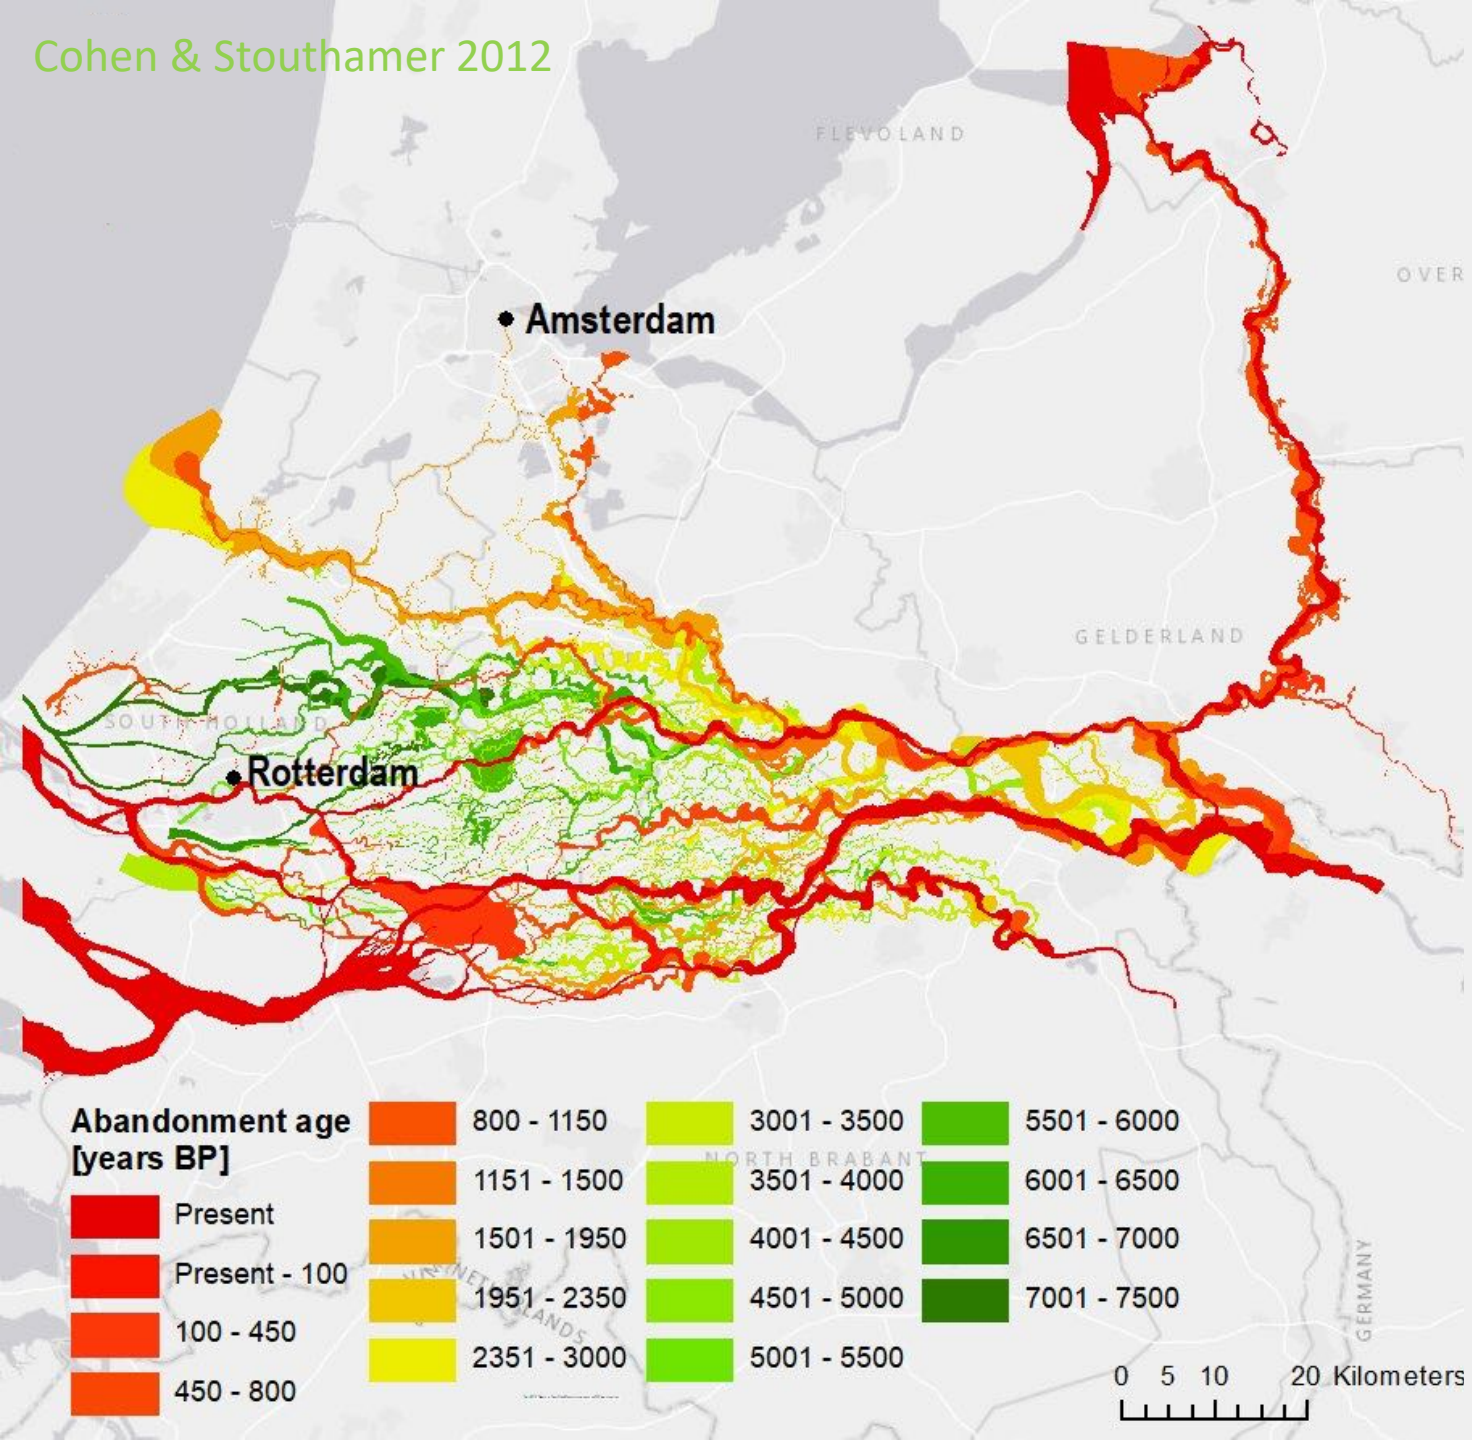 Cohen & Stouthamer 2012
FLEVOLAND
OVER
Amsterdam
GELDERLAND
SOUTH HOLLAND
Rotterdam
Abandonment age
[years BP]
Present
Present - 100
100 - 450
450 - 800
800 - 1150
1151 - 1500
1501 - 1950
1951 - 2350
2351 - 3000
3001 - 3500
3501 - 4000
4001 - 4500
4501 - 5000
5001 - 5500
5501 - 6000
6001 - 6500
6501 - 7000
7001 - 7500
NORTH BRABANT
GERMANY
0 5 10 20 Kilometers